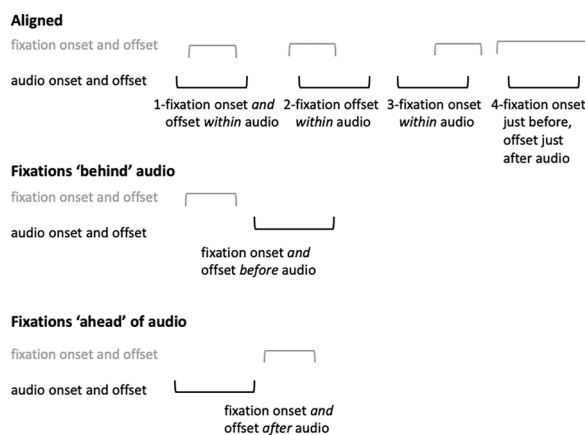 Aligned
fixation onset and offset
audio onset and offset
1-fixation onset and 2-fixation offset 3-fixation onset 4-fixation onset
offset within audio within audio within audio just before,
offset just
after audio
Fixations ‘behind’ audio
fixation onset and offset
audio onset and offset
fixation onset and
offset before audio
Fixations ‘ahead’ of audio
fixation onset and offset
audio onset and offset
fixation onset and
offset after audio